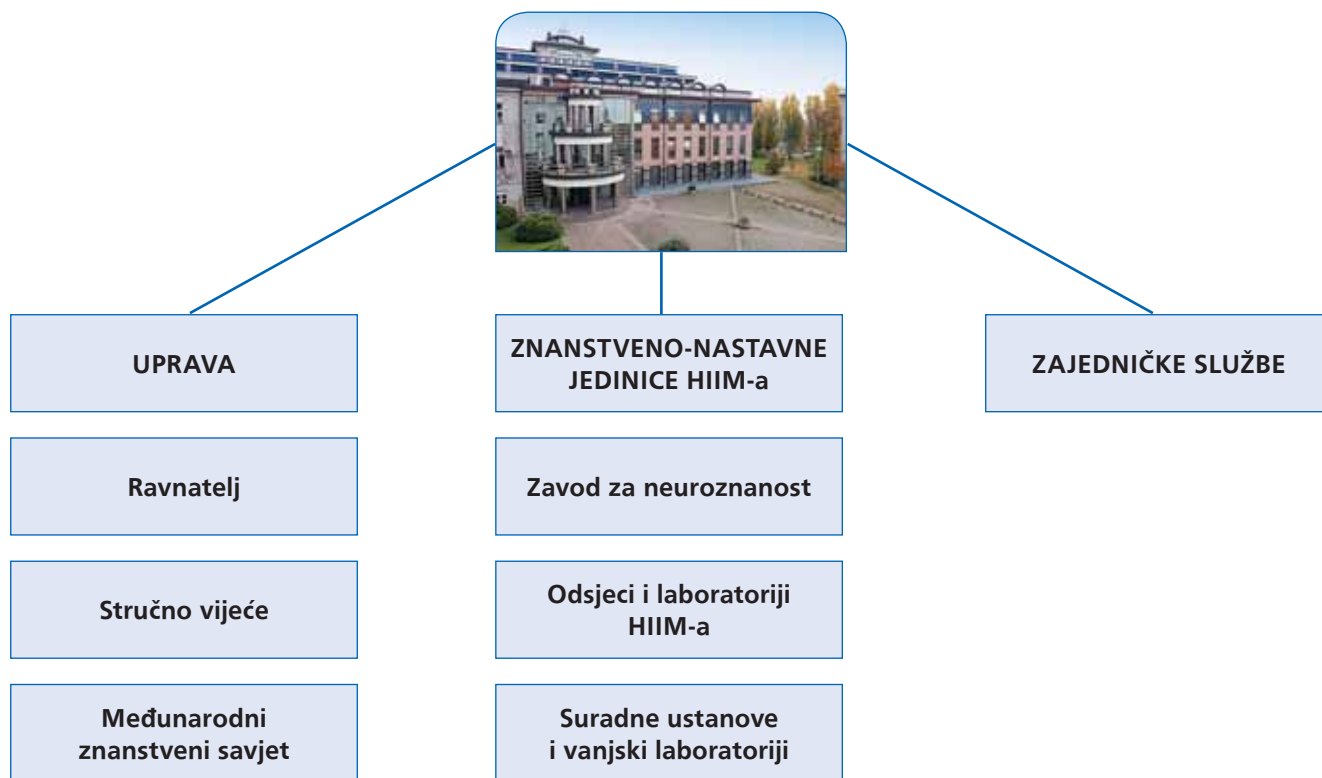 UPRAVA
ZNANSTVENO-NASTAVNE
JEDINICE HIIM-a
ZAJEDNIČKE SLUŽBE
Ravnatelj
Zavod za neuroznanost
Stručno vijeće
Odsjeci i laboratoriji
HIIM-a
Međunarodni
znanstveni savjet
Suradne ustanove
i vanjski laboratoriji